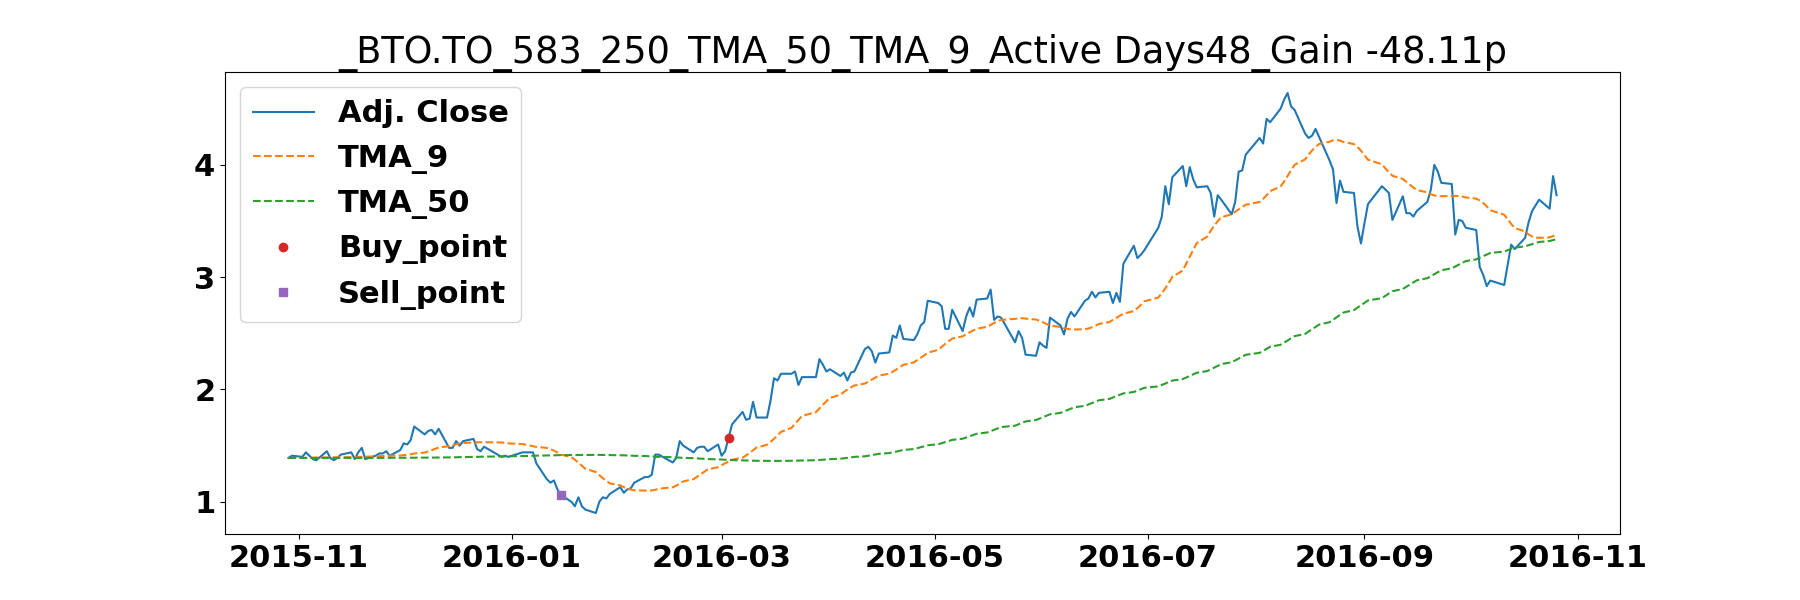 _BTO.TO_583_250_TMA_50_TMA_9_Active Days48_Gain -48.11p
Adj. Close
TMA_9
TMA_50
Buy_point
Sell_point
4
3
2
1
2015-11 2016-01 2016-03 2016-05 2016-07 2016-09 2016-11